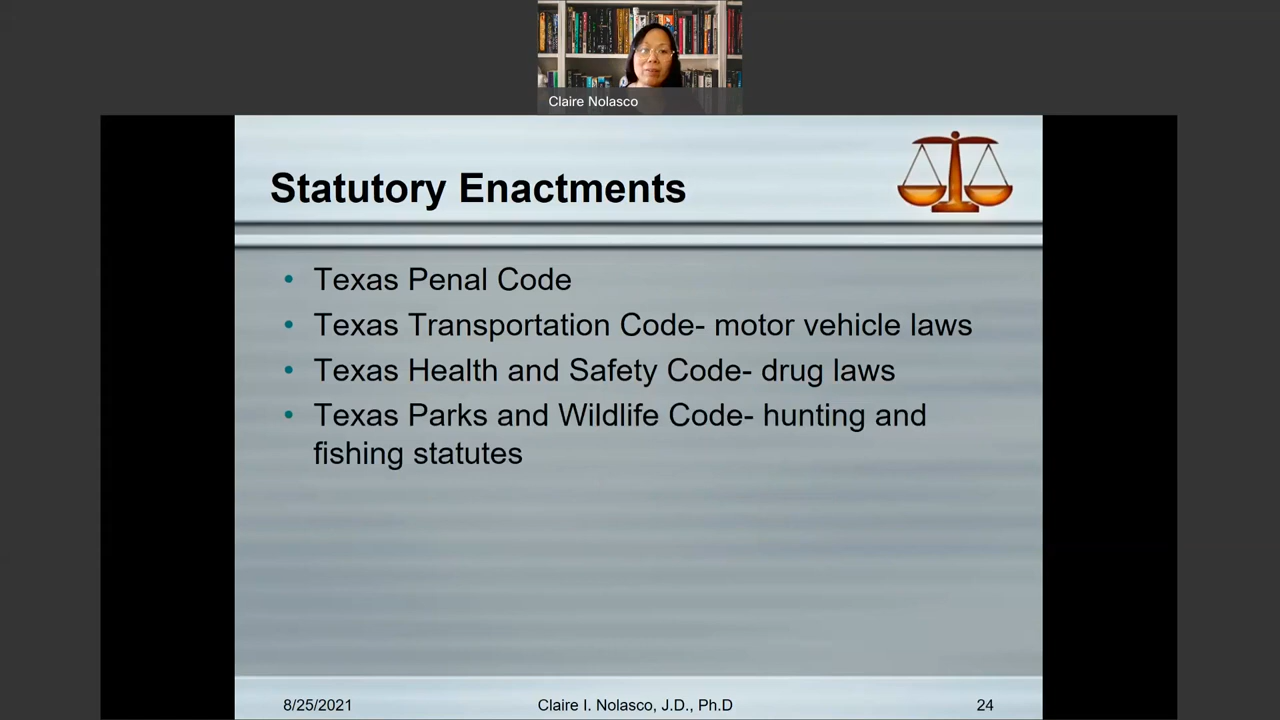 Claire Nolasco
Statutory Enactments
• Texas Penal Code
• Texas Transportation Code- motor vehicle laws
• Texas Health and Safety Code- drug laws
• Texas Parks and Wildlife Code- hunting and
fishing statutes
8/25/2021
Claire I. Nolasco, J.D., Ph.D
24